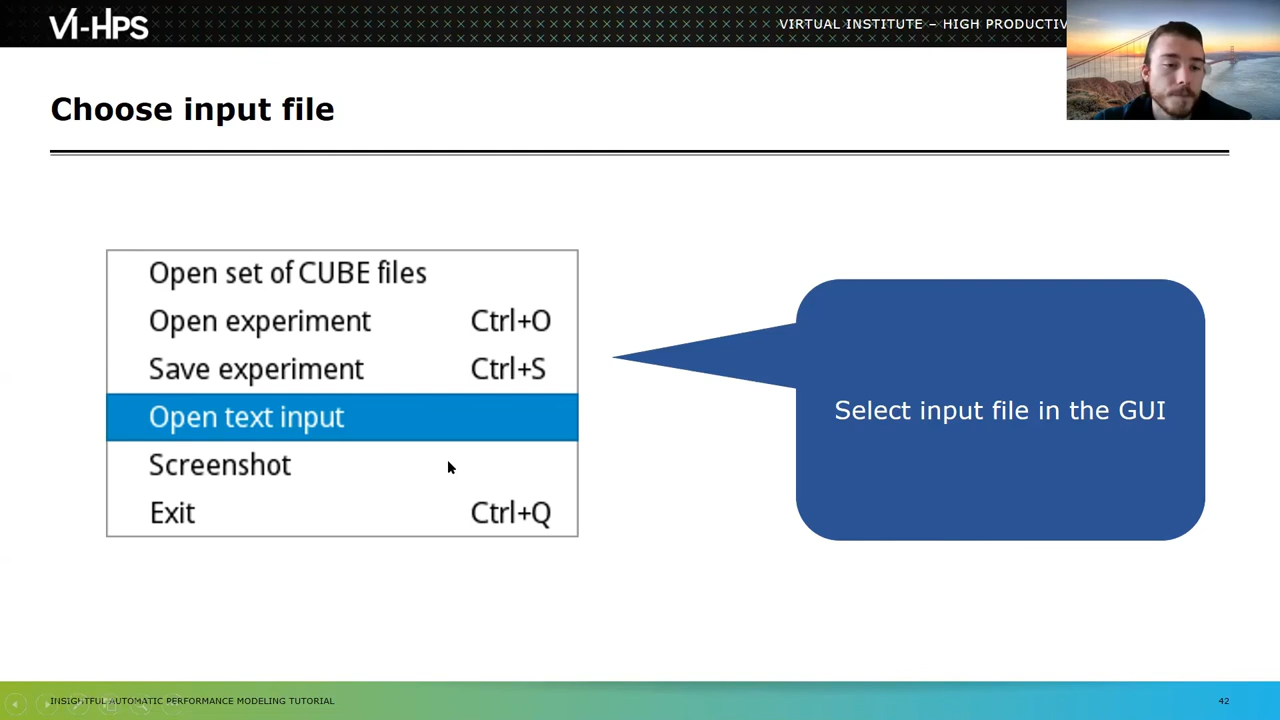 VI-HPS
VIRTUAL INSTITUTE – HIGH PRODUCTIV
Choose input file
Open set of CUBE files
Open experiment Ctrl+O
Save experiment Ctrl+S
Open text input
Screenshot
Exit Ctrl+Q
Select input file in the GUI
INSIGHTFUL AUTOMATIC PERFORMANCE MODELING TUTORIAL
42